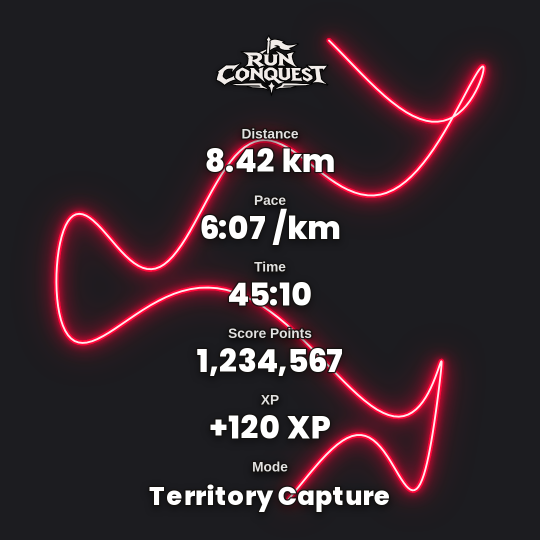 RUN
CONQUEST
Distance
8.42 km
Pace
6:07 /km
Time
45:10
Score Points
1,234,567
XP
+120 XP
Mode
Territory Capture